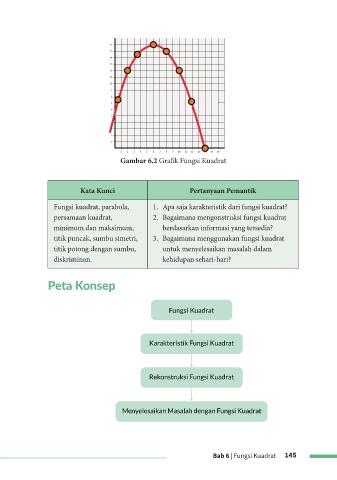 Gambar 6.2 Grafik Fungsi Kuadrat
Kata Kunci
Pertanyaan Pemantik
Fungsi kuadrat, parabola,
persamaan kuadrat,
minimum dan maksimum,
titik puncak, sumbu simetri,
titik potong dengan sumbu,
diskriminan.
1. Apa saja karakteristik dari fungsi kuadrat?
2. Bagaimana mengonstruksi fungsi kuadrat
berdasarkan informasi yang tersedia?
3. Bagaimana menggunakan fungsi kuadrat
untuk menyelesaikan masalah dalam
kehidupan sehari-hari?
Peta Konsep
Fungsi Kuadrat
Karakteristik Fungsi Kuadrat
Rekonstruksi Fungsi Kuadrat
Menyelesaikan Masalah dengan Fungsi Kuadrat
Bab 6 | Fungsi Kuadrat 145